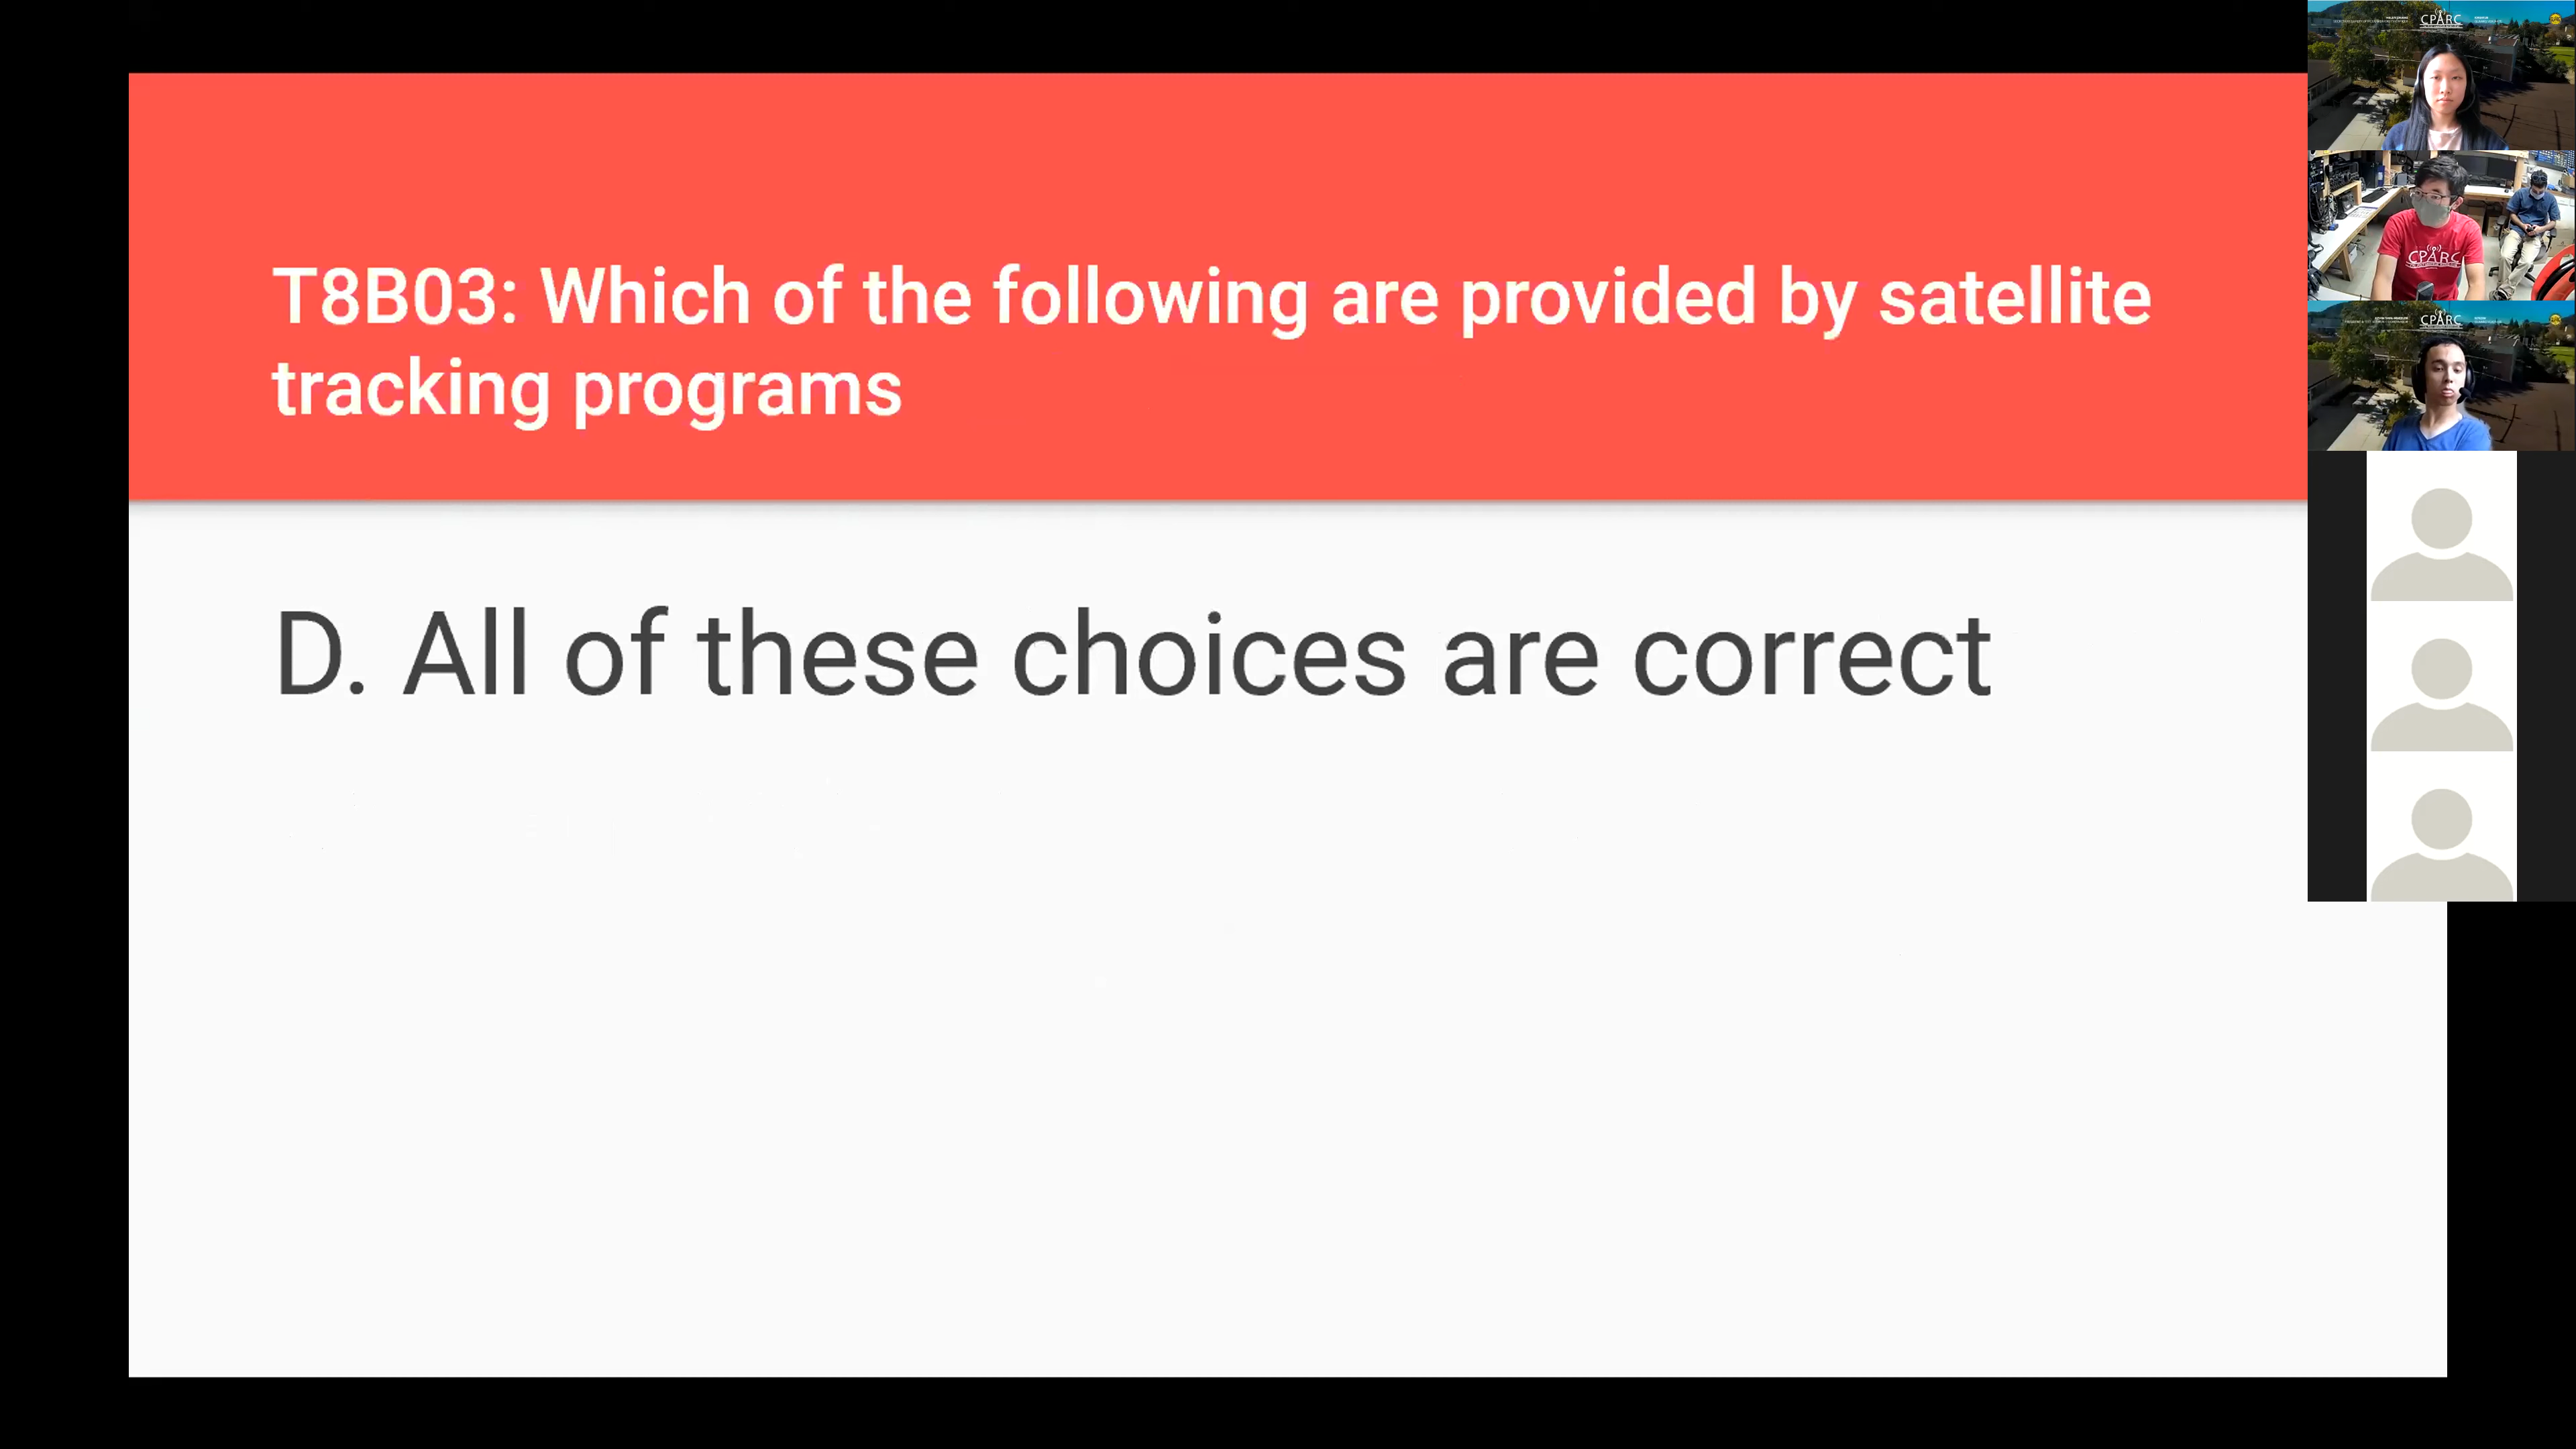 T8B03: Which of the following are provided by satellite
tracking programs
D. All of these choices are correct
CPARC
CPARC
CPARC